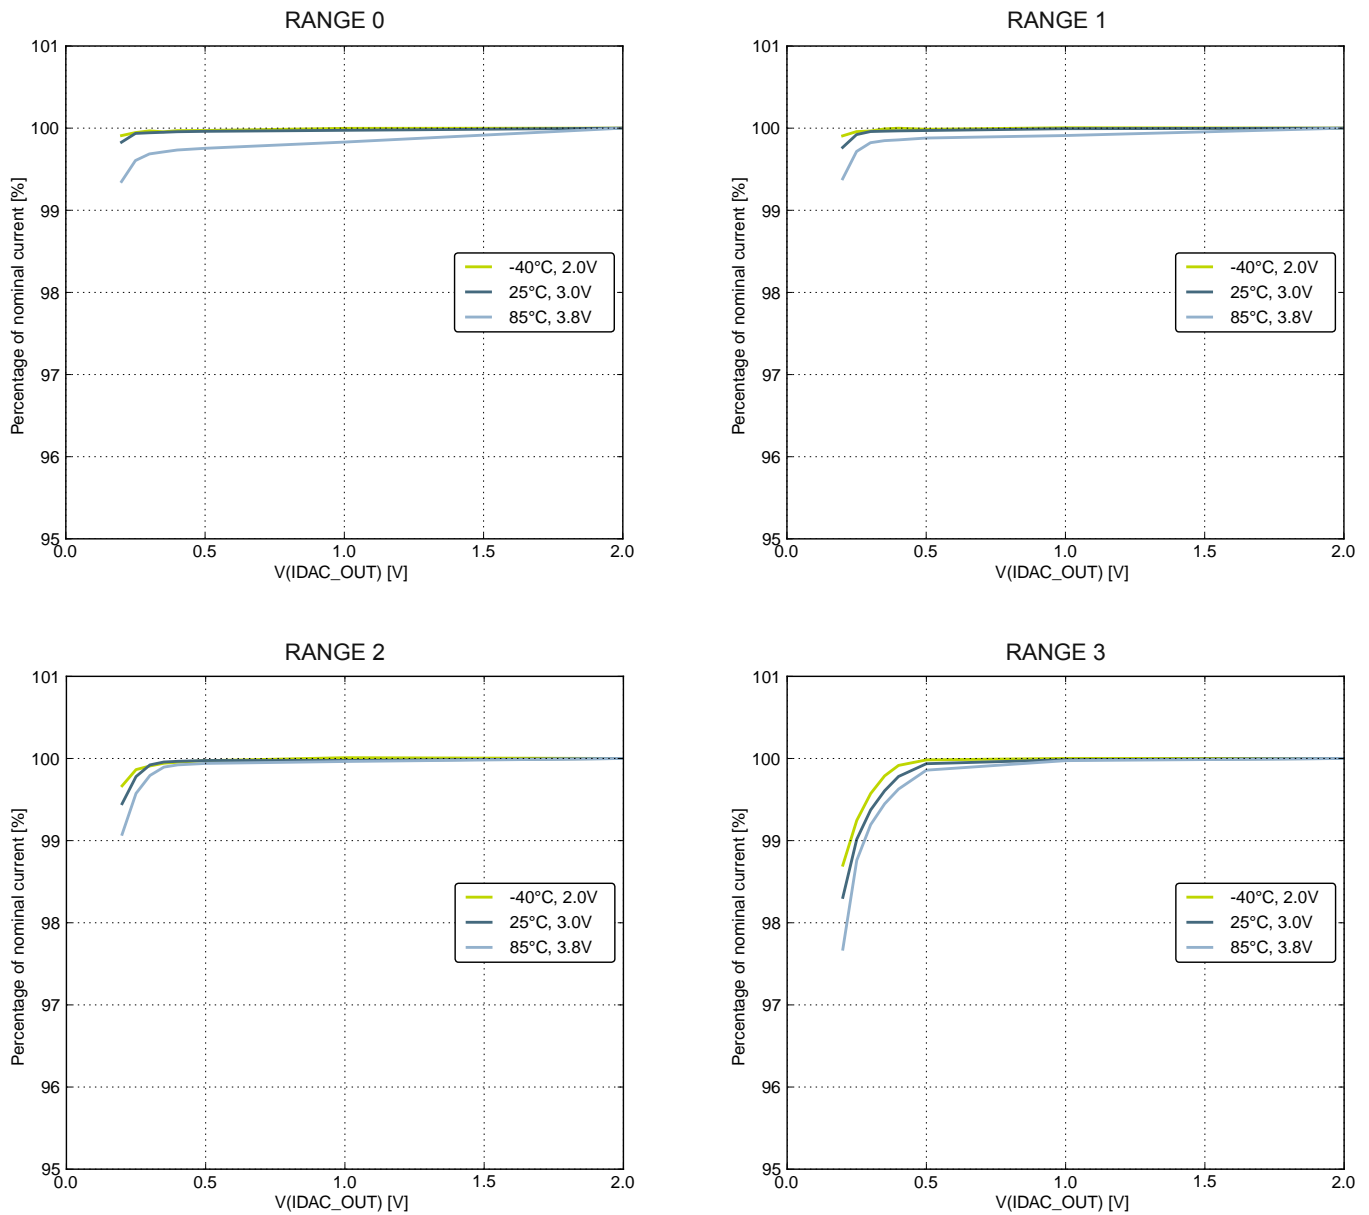 RANGE 0
101
100
99
98
97
96
95
0.0 0.5 1.0 1.5 2.0
V(IDAC_OUT) [V]
Percentage of nominal current [%]
-40°C, 2.0V
25°C, 3.0V
85°C, 3.8V
RANGE 1
101
100
99
98
97
96
95
0.0 0.5 1.0 1.5 2.0
V(IDAC_OUT) [V]
Percentage of nominal current [%]
-40°C, 2.0V
25°C, 3.0V
85°C, 3.8V
RANGE 2
101
100
99
98
97
96
95
0.0 0.5 1.0 1.5 2.0
V(IDAC_OUT) [V]
Percentage of nominal current [%]
-40°C, 2.0V
25°C, 3.0V
85°C, 3.8V
RANGE 3
101
100
99
98
97
96
95
0.0 0.5 1.0 1.5 2.0
V(IDAC_OUT) [V]
Percentage of nominal current [%]
-40°C, 2.0V
25°C, 3.0V
85°C, 3.8V